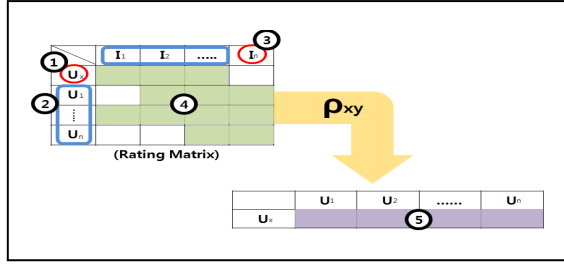 3
1 I₁ I₂ ..... Iₙ
Uₓ
2 U₁ 4
⋮
Uₙ
ρxy
(Rating Matrix)
U₁ U₂ ...... Uₙ
Uₓ 5